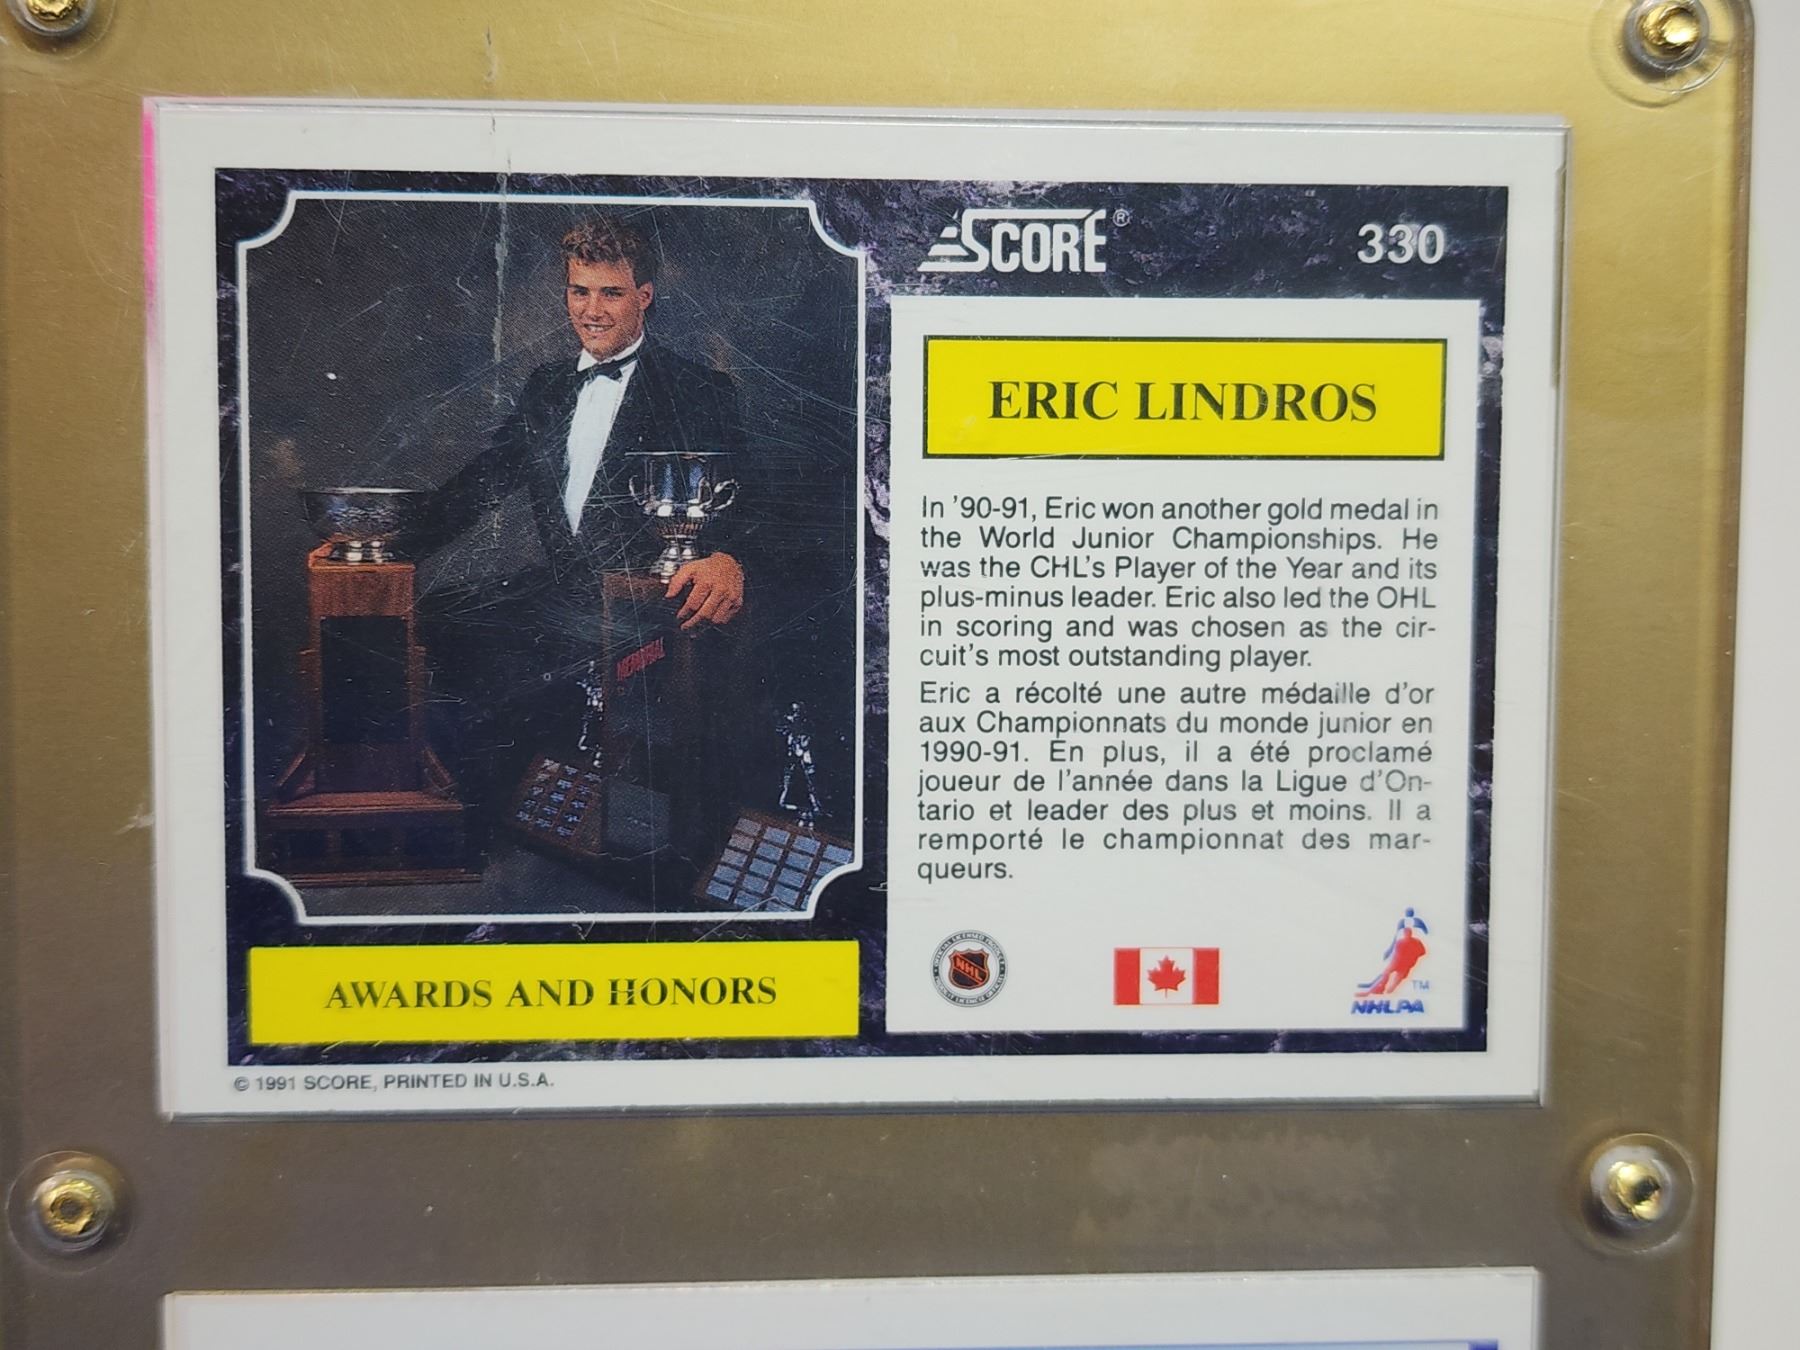 SCORE®
330
ERIC LINDROS
In '90-91, Eric won another gold medal in
the World Junior Championships. He
was the CHL's Player of the Year and its
plus-minus leader. Eric also led the OHL
in scoring and was chosen as the cir-
cuit's most outstanding player.
Eric a récolté une autre médaille d'or
aux Championnats du monde junior en
1990-91. En plus, il a été proclamé
joueur de l'année dans la Ligue d'On-
tario et leader des plus et moins. Il a
remporté le championnat des mar-
queurs.
MEMORIAL
AWARDS AND HONORS
NHL
TM
NHLPA
© 1991 SCORE, PRINTED IN U.S.A.